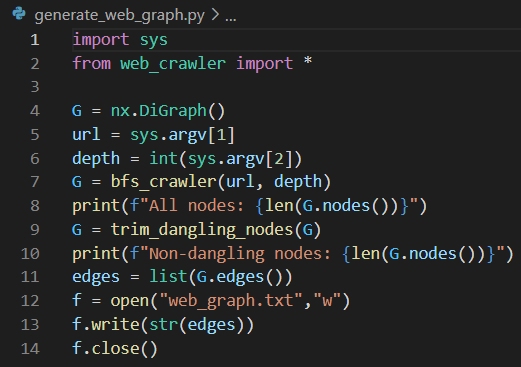 generate_web_graph.py > ...
1 import sys
2 from web_crawler import *
3
4 G = nx.DiGraph()
5 url = sys.argv[1]
6 depth = int(sys.argv[2])
7 G = bfs_crawler(url, depth)
8 print(f"All nodes: {len(G.nodes())}")
9 G = trim_dangling_nodes(G)
10 print(f"Non-dangling nodes: {len(G.nodes())}")
11 edges = list(G.edges())
12 f = open("web_graph.txt","w")
13 f.write(str(edges))
14 f.close()